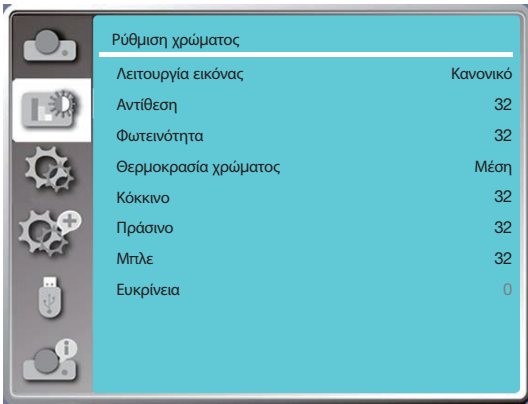 Ρύθμιση χρώματος
Λειτουργία εικόνας Κανονικό
Αντίθεση 32
Φωτεινότητα 32
Θερμοκρασία χρώματος Μέση
Κόκκινο 32
Πράσινο 32
Μπλε 32
Ευκρίνεια 0